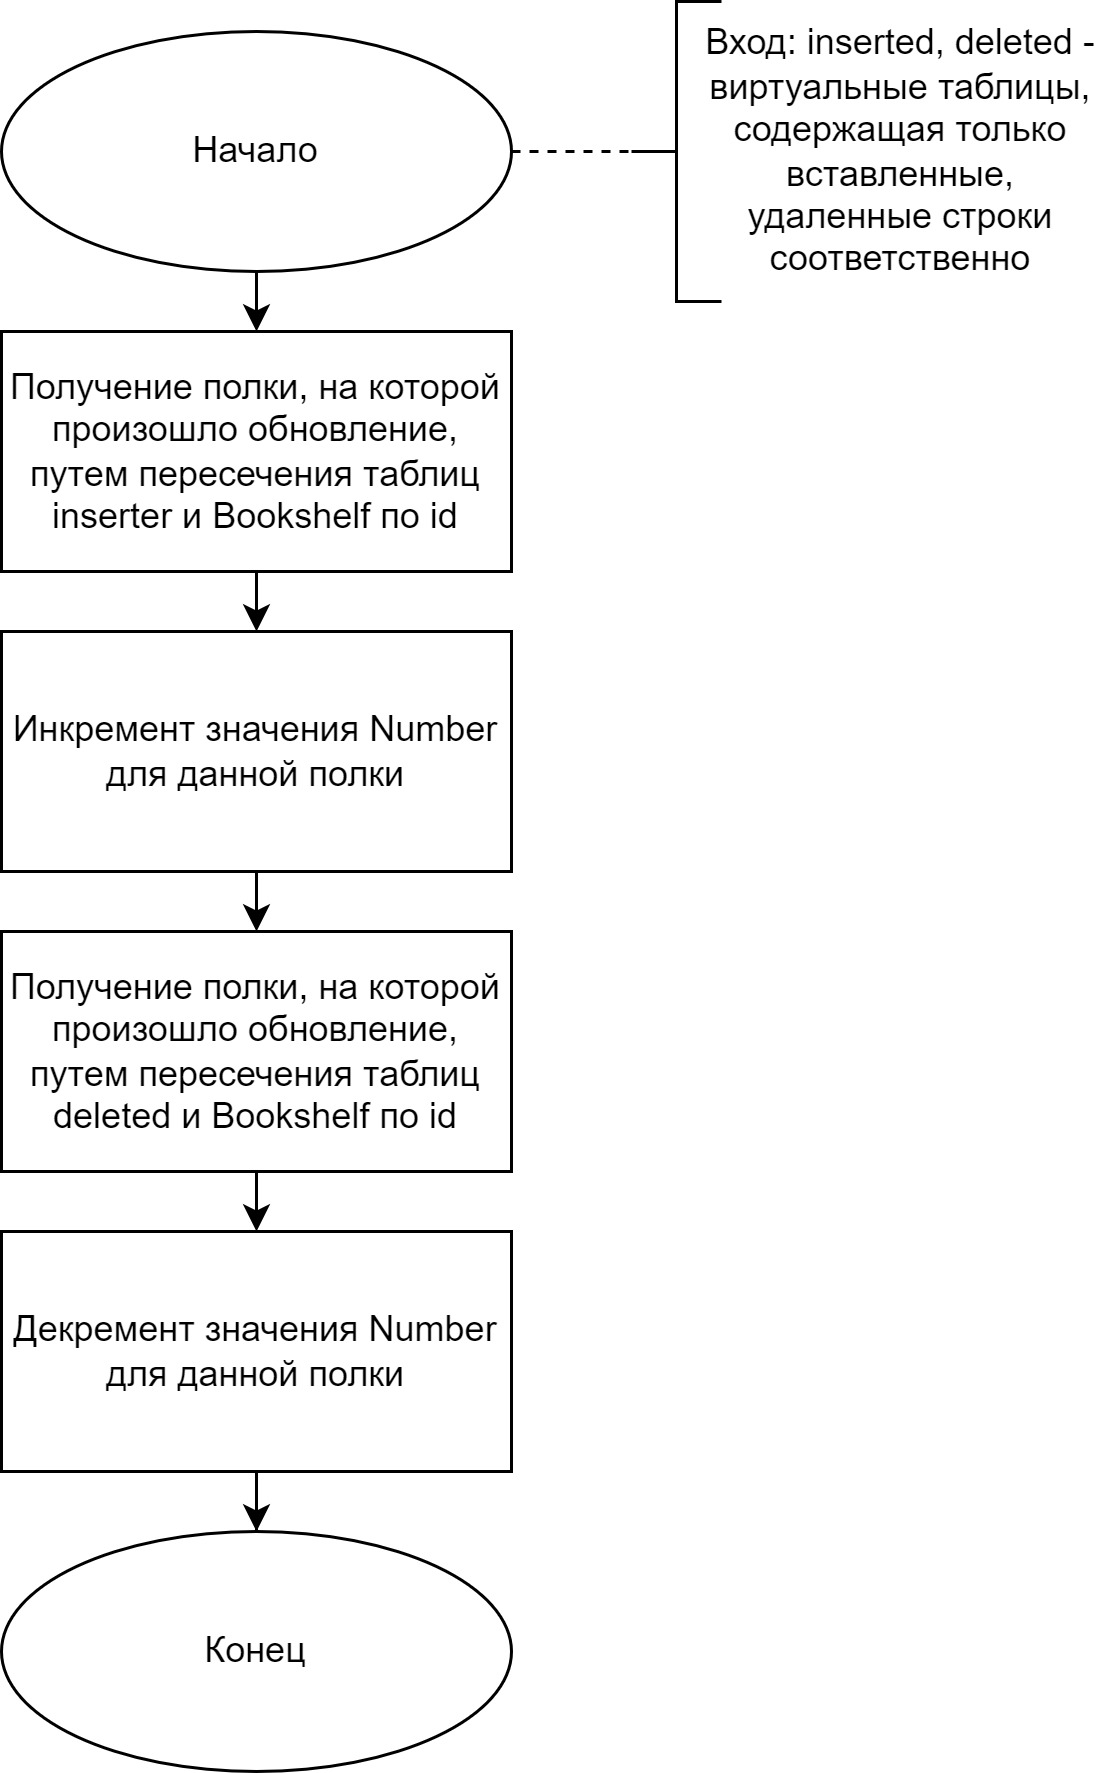 Начало
Вход: inserted, deleted -
виртуальные таблицы,
содержащая только
вставленные,
удаленные строки
соответственно
Получение полки, на которой
произошло обновление,
путем пересечения таблиц
inserter и Bookshelf по id
Инкремент значения Number
для данной полки
Получение полки, на которой
произошло обновление,
путем пересечения таблиц
deleted и Bookshelf по id
Декремент значения Number
для данной полки
Конец